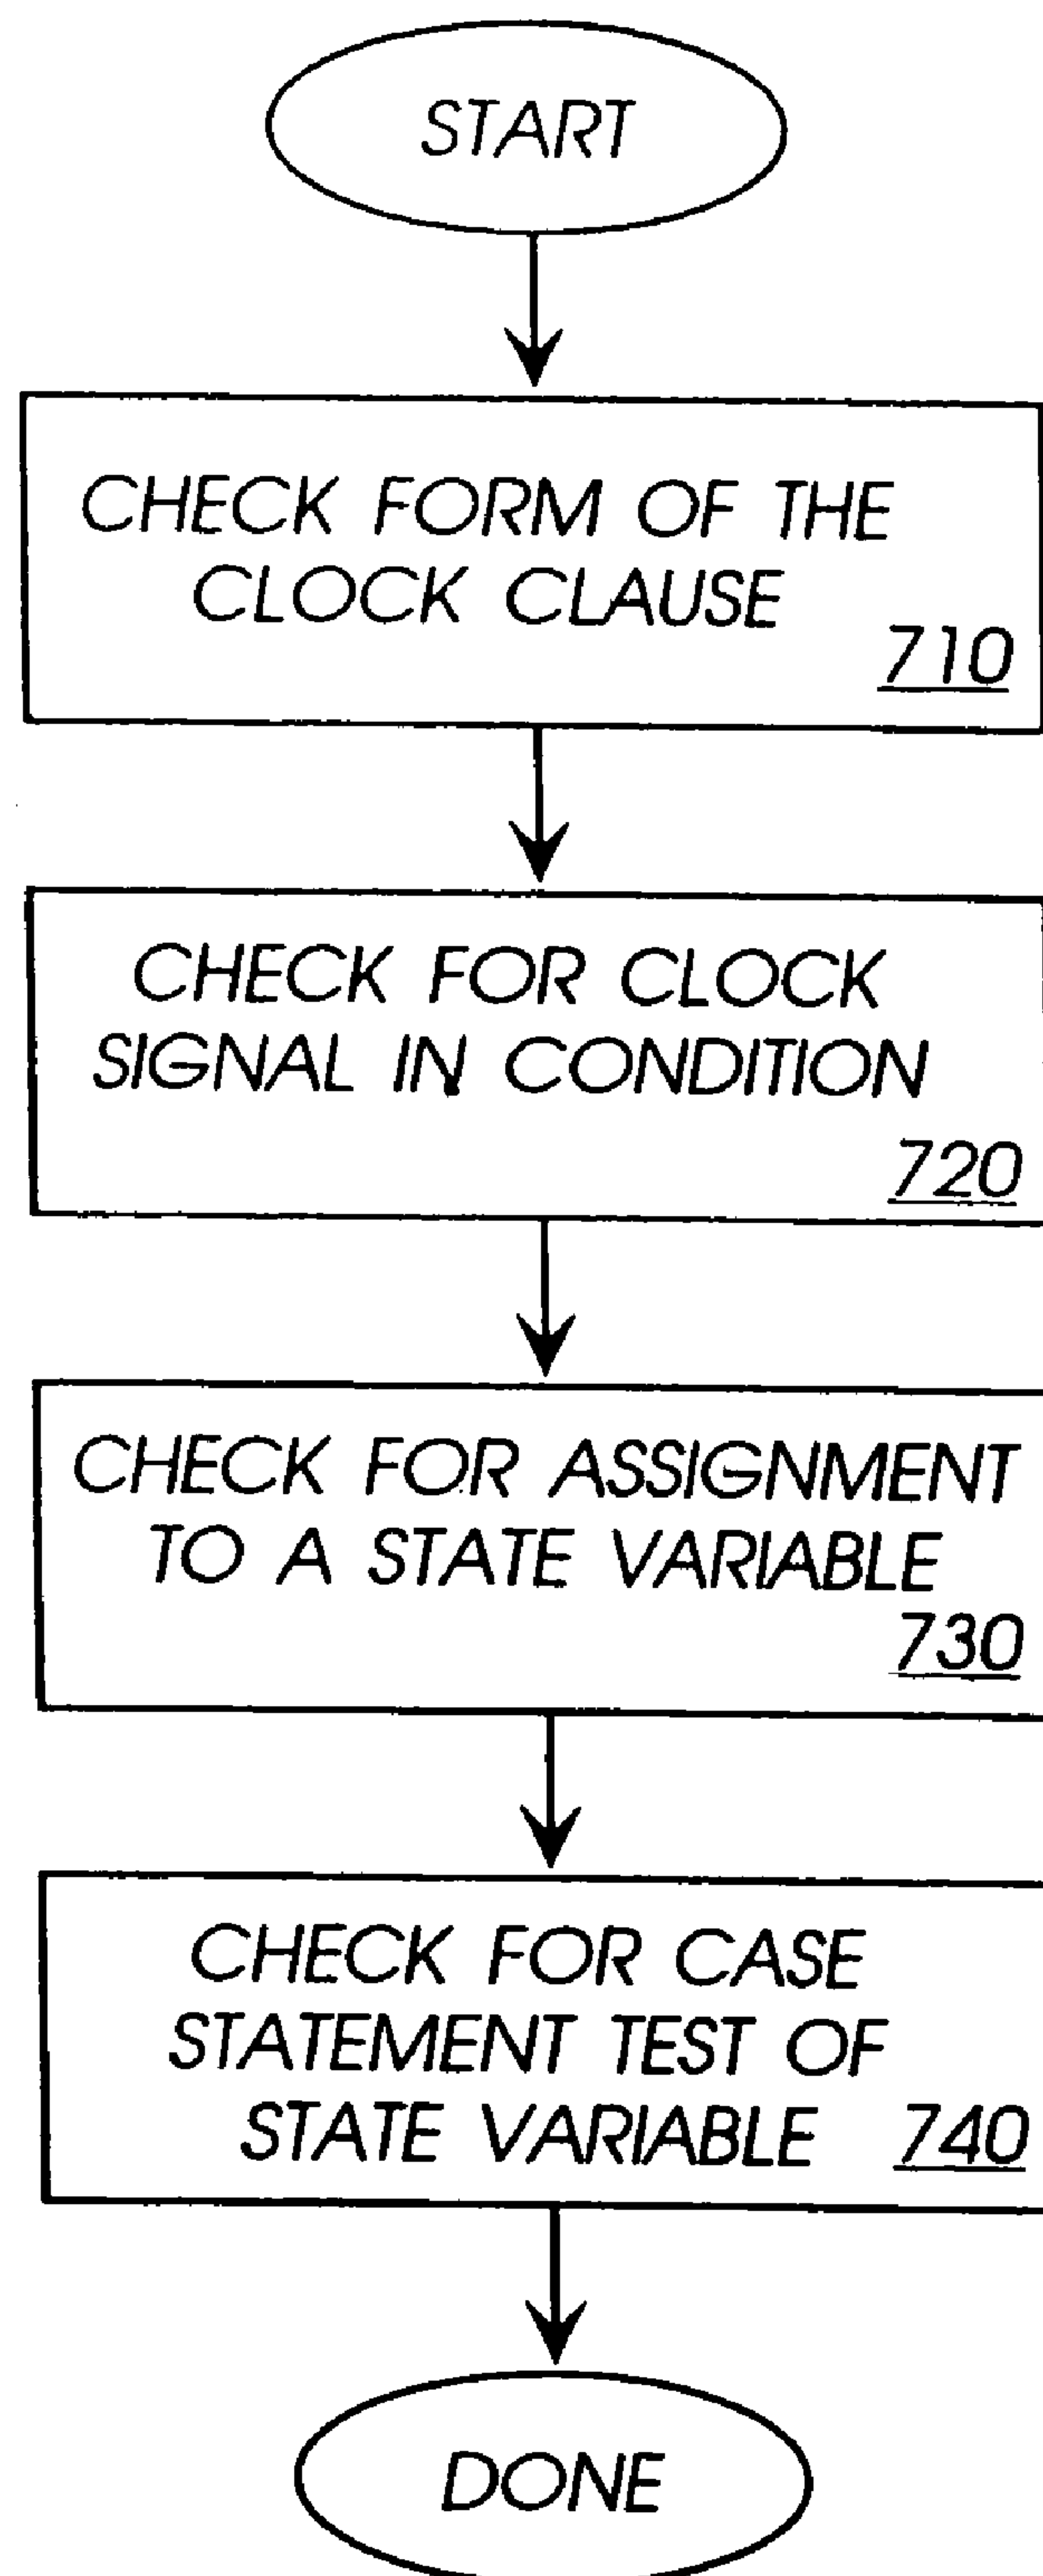 START
CHECK FORM OF THE
CLOCK CLAUSE
710
CHECK FOR CLOCK
SIGNAL IN CONDITION
720
CHECK FOR ASSIGNMENT
TO A STATE VARIABLE
730
CHECK FOR CASE
STATEMENT TEST OF
STATE VARIABLE 740
DONE